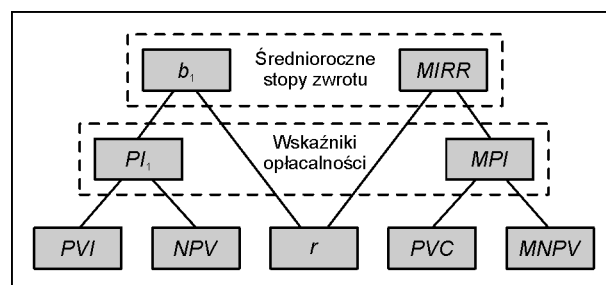 Średnioroczne
stopy zwrotu
b₁
MIRR
Wskaźniki
opłacalności
PI₁
MPI
PVI
NPV
r
PVC
MNPV